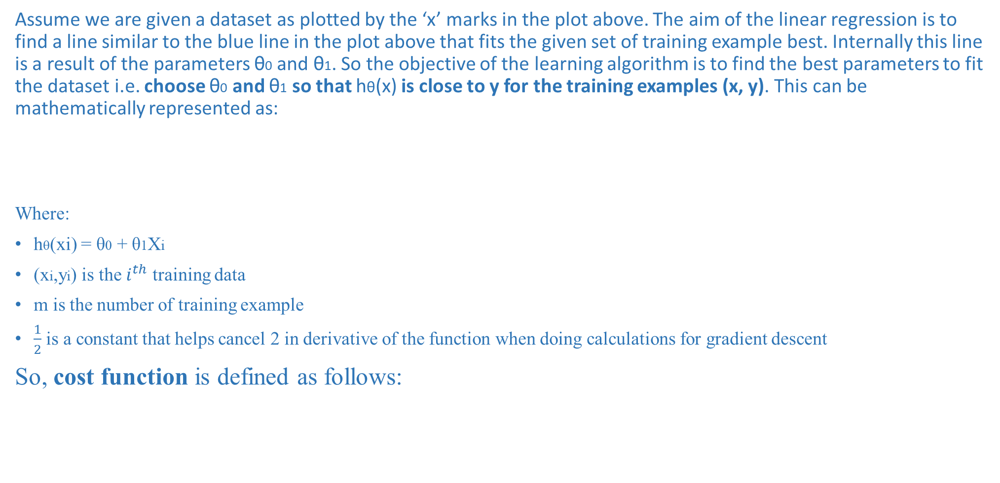 Assume we are given a dataset as plotted by the ‘x’ marks in the plot above. The aim of the linear regression is to
find a line similar to the blue line in the plot above that fits the given set of training example best. Internally this line
is a result of the parameters θ0 and θ1. So the objective of the learning algorithm is to find the best parameters to fit
the dataset i.e. choose θ0 and θ1 so that hθ(x) is close to y for the training examples (x, y). This can be
mathematically represented as:
Where:
• hθ(xi) = θ0 + θ1Xi
• (xi,yi) is the i^th training data
• m is the number of training example
• 1/2 is a constant that helps cancel 2 in derivative of the function when doing calculations for gradient descent
So, cost function is defined as follows: